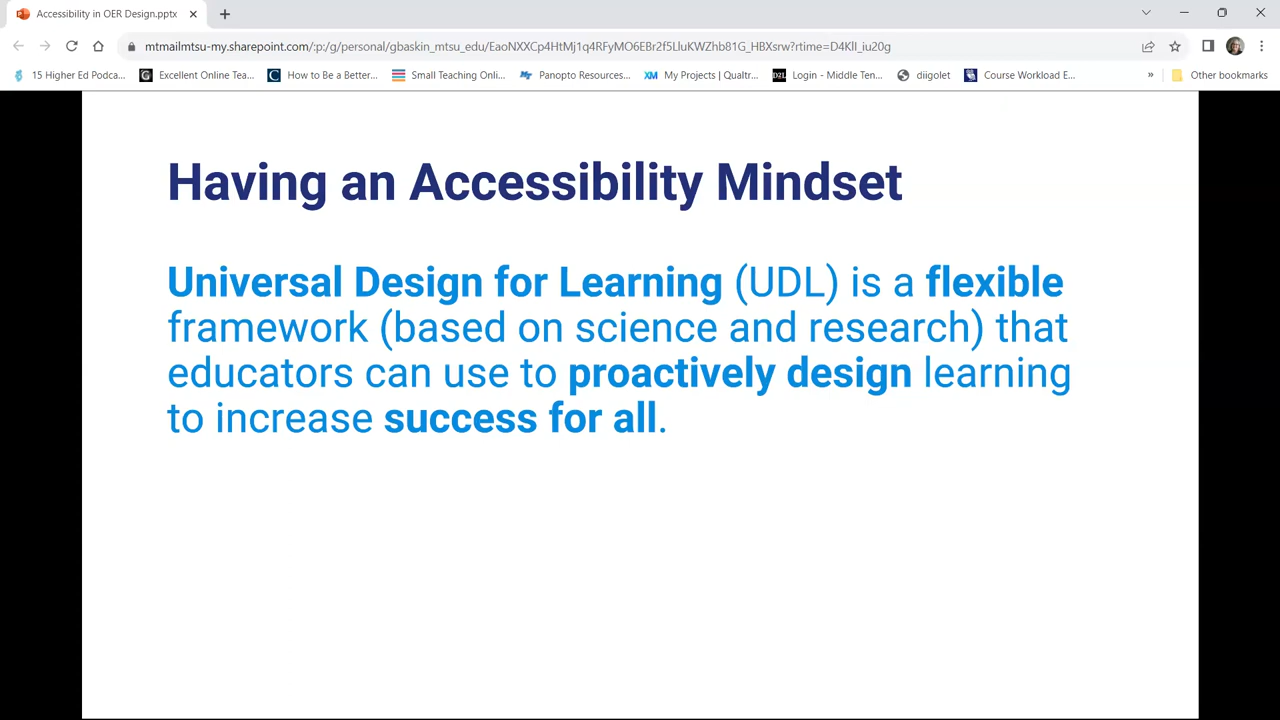 Accessibility in OER Design.pptx
mtmailmtsu-my.sharepoint.com/:p:/g/personal/gbaskin_mtsu_edu/EaoNXXCp4HtMj1q4RFyMO6EBr2f5LluKWZhb81G_HBXsrw?rtime=D4KlI_iu20g
15 Higher Ed Podca... Excellent Online Tea... How to Be a Better... Small Teaching Onli... Panopto Resources... My Projects | Qualtr... Login - Middle Ten... diigolet Course Workload E... » Other bookmarks
Having an Accessibility Mindset
Universal Design for Learning (UDL) is a flexible
framework (based on science and research) that
educators can use to proactively design learning
to increase success for all.